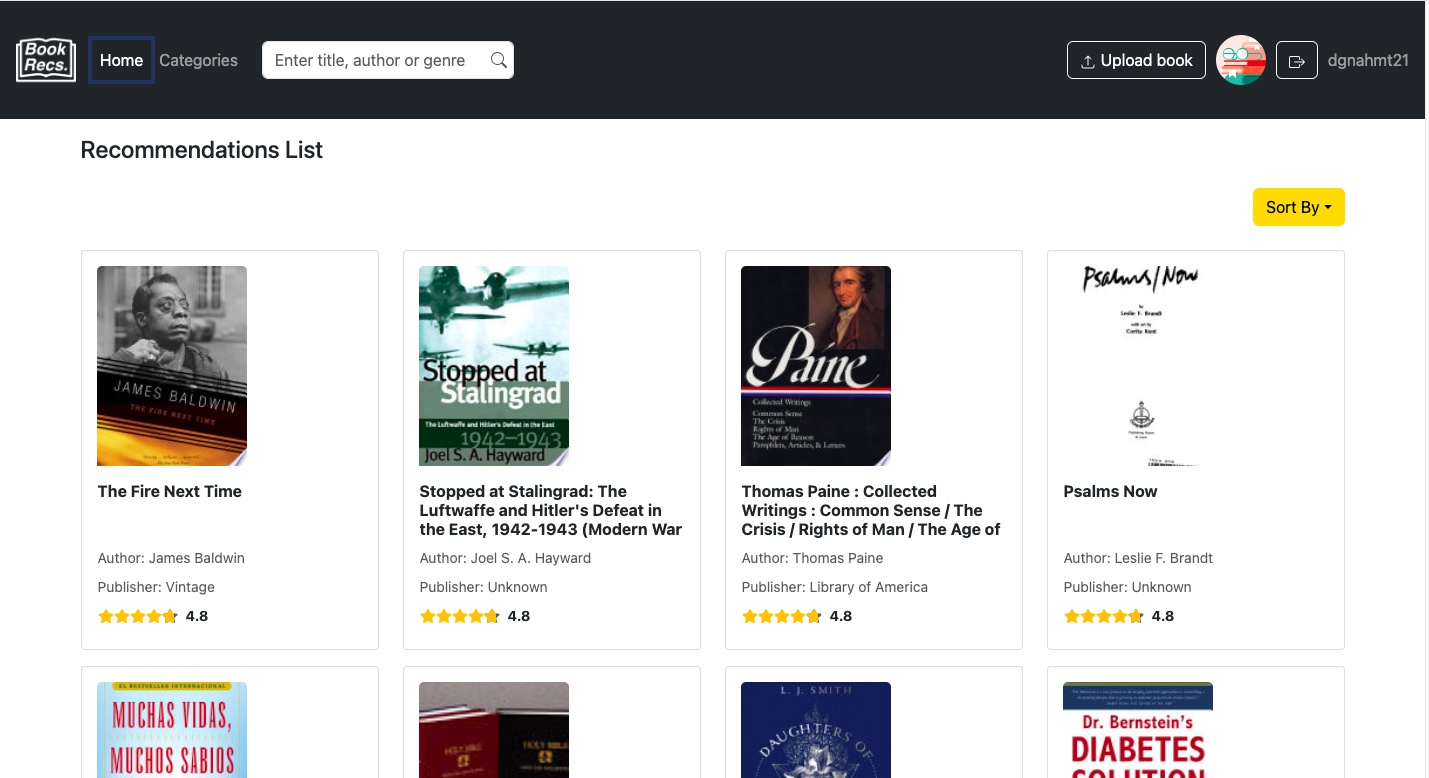 Book
Recs.
Home
Categories
Enter title, author or genre
Upload book
dgnahmt21
Recommendations List
Sort By
JAMES BALDWIN
THE FIRE NEXT TIME
Stopped at
Stalingrad
The Luftwaffe and Hitler's Defeat in the East
1942–1943
Joel S. A. Hayward
Paine
Collected Writings
Common Sense
The Crisis
Rights of Man
The Age of Reason
Pamphlets, Articles, & Letters
Psalms/Now
by
Leslie F. Brandt
with art by
Corita Kent
The Fire Next Time
Author: James Baldwin
Publisher: Vintage
4.8
Stopped at Stalingrad: The
Luftwaffe and Hitler's Defeat in
the East, 1942-1943 (Modern War
Author: Joel S. A. Hayward
Publisher: Unknown
4.8
Thomas Paine : Collected
Writings : Common Sense / The
Crisis / Rights of Man / The Age of
Author: Thomas Paine
Publisher: Library of America
4.8
Psalms Now
Author: Leslie F. Brandt
Publisher: Unknown
4.8
EL BESTSELLER INTERNACIONAL
MUCHAS VIDAS,
MUCHOS SABIOS
HOLY BIBLE
HOLY BIBLE
L. J. SMITH
DAUGHTERS OF
Dr. Bernstein's
DIABETES
SOLUTION